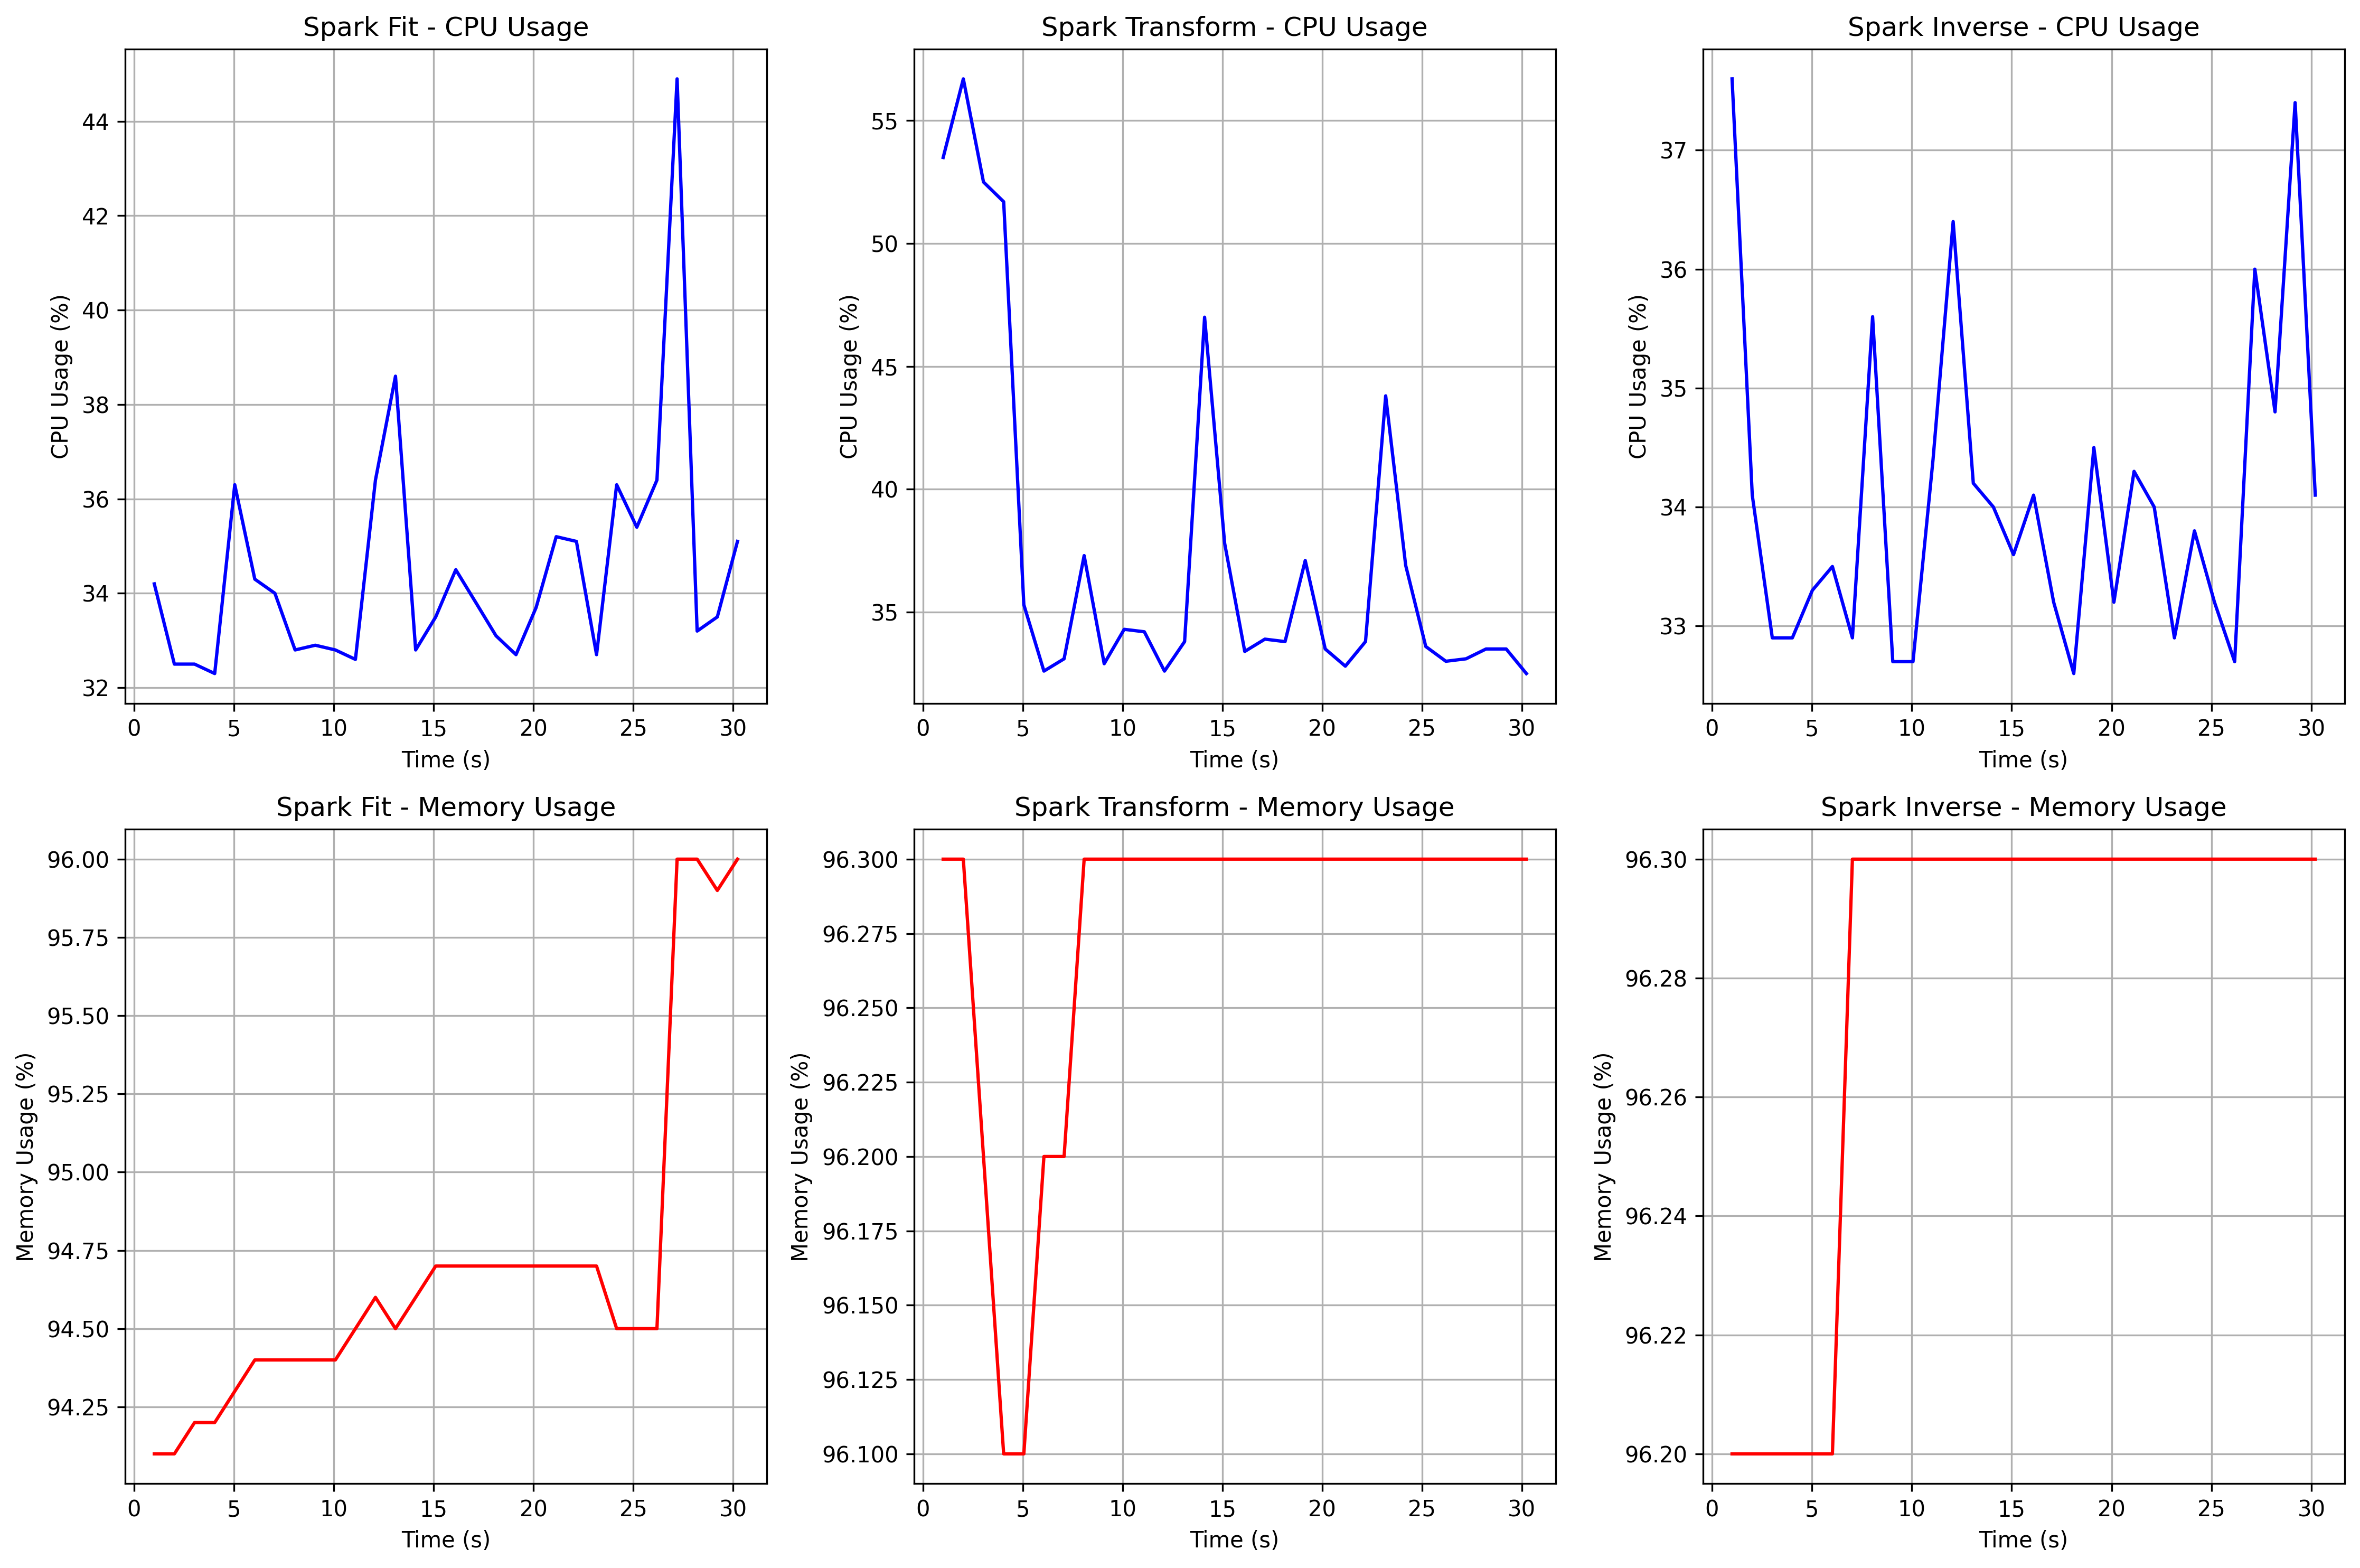 Spark Fit - CPU Usage
CPU Usage (%)
44
42
40
38
36
34
32
0 5 10 15 20 25 30
Time (s)
Spark Transform - CPU Usage
CPU Usage (%)
55
50
45
40
35
0 5 10 15 20 25 30
Time (s)
Spark Inverse - CPU Usage
CPU Usage (%)
37
36
35
34
33
0 5 10 15 20 25 30
Time (s)
Spark Fit - Memory Usage
Memory Usage (%)
96.00
95.75
95.50
95.25
95.00
94.75
94.50
94.25
0 5 10 15 20 25 30
Time (s)
Spark Transform - Memory Usage
Memory Usage (%)
96.300
96.275
96.250
96.225
96.200
96.175
96.150
96.125
96.100
0 5 10 15 20 25 30
Time (s)
Spark Inverse - Memory Usage
Memory Usage (%)
96.30
96.28
96.26
96.24
96.22
96.20
0 5 10 15 20 25 30
Time (s)